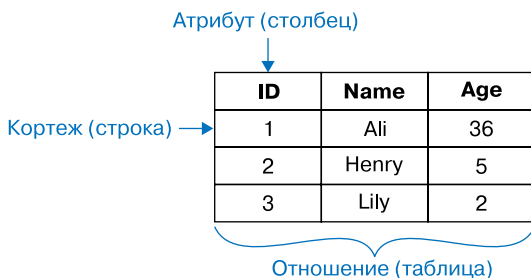 Атрибут (столбец)
ID Name Age
Кортеж (строка) 1 Ali 36
2 Henry 5
3 Lily 2
Отношение (таблица)